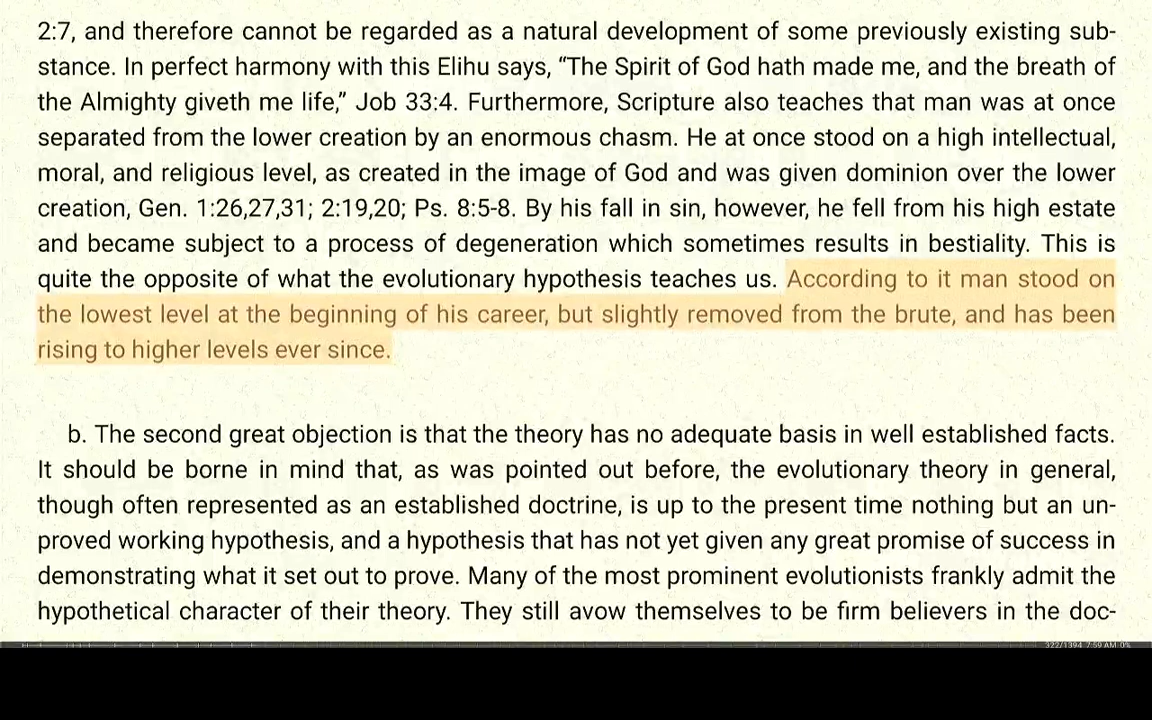 2:7, and therefore cannot be regarded as a natural development of some previously existing sub-
stance. In perfect harmony with this Elihu says, “The Spirit of God hath made me, and the breath of
the Almighty giveth me life,” Job 33:4. Furthermore, Scripture also teaches that man was at once
separated from the lower creation by an enormous chasm. He at once stood on a high intellectual,
moral, and religious level, as created in the image of God and was given dominion over the lower
creation, Gen. 1:26,27,31; 2:19,20; Ps. 8:5-8. By his fall in sin, however, he fell from his high estate
and became subject to a process of degeneration which sometimes results in bestiality. This is
quite the opposite of what the evolutionary hypothesis teaches us. According to it man stood on
the lowest level at the beginning of his career, but slightly removed from the brute, and has been
rising to higher levels ever since.
b. The second great objection is that the theory has no adequate basis in well established facts.
It should be borne in mind that, as was pointed out before, the evolutionary theory in general,
though often represented as an established doctrine, is up to the present time nothing but an un-
proved working hypothesis, and a hypothesis that has not yet given any great promise of success in
demonstrating what it set out to prove. Many of the most prominent evolutionists frankly admit the
hypothetical character of their theory. They still avow themselves to be firm believers in the doc-
322/1394 7:59 AM 0%